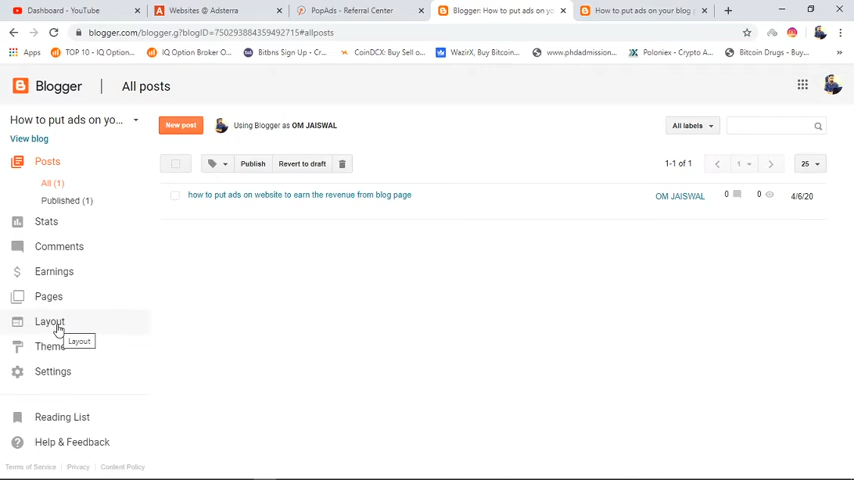 Dashboard - YouTube
Websites @ Adsterra
PopAds - Referral Center
Blogger: How to put ads on yo
How to put ads on your blog
blogger.com/blogger.g?blogID=750293884359492715#allposts
Apps
TOP 10 - IQ Option...
IQ Option Broker O...
Bitbns Sign Up - Cr...
CoinDCX: Buy Sell o...
WazirX, Buy Bitcoin...
www.phdadmission...
Poloniex - Crypto A...
Bitcoin Drugs - Buy...
Blogger
All posts
How to put ads on yo...
View blog
New post
Using Blogger as OM JAISWAL
All labels
Posts
All (1)
Published (1)
Publish
Revert to draft
1-1 of 1
1
25
how to put ads on website to earn the revenue from blog page
OM JAISWAL
0
0
4/6/20
Stats
Comments
Earnings
Pages
Layout
Layout
Theme
Settings
Reading List
Help & Feedback
Terms of Service
Privacy
Content Policy